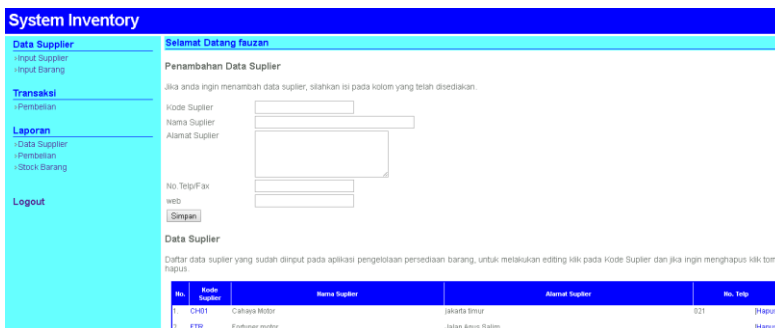 System Inventory
Data Supplier
›Input Supplier
›Input Barang
Transaksi
›Pembelian
Laporan
›Data Supplier
›Pembelian
›Stock Barang
Logout
Selamat Datang fauzan
Penambahan Data Suplier
Jika anda ingin menambah data suplier, silahkan isi pada kolom yang telah disediakan.
Kode Suplier
Nama Suplier
Alamat Suplier
No.Telp/Fax
web
Simpan
Data Suplier
Daftar data suplier yang sudah diinput pada aplikasi pengelolaan persediaan barang, untuk melakukan editing klik pada Kode Suplier dan jika ingin menghapus klik tom
hapus.
No. Kode Suplier Nama Suplier Alamat Suplier No. Telp
1. CH01 Cahaya Motor jakarta timur 021 |Hapus
2. FTR Fortuner motor Jalan Agus Salim |Hapus